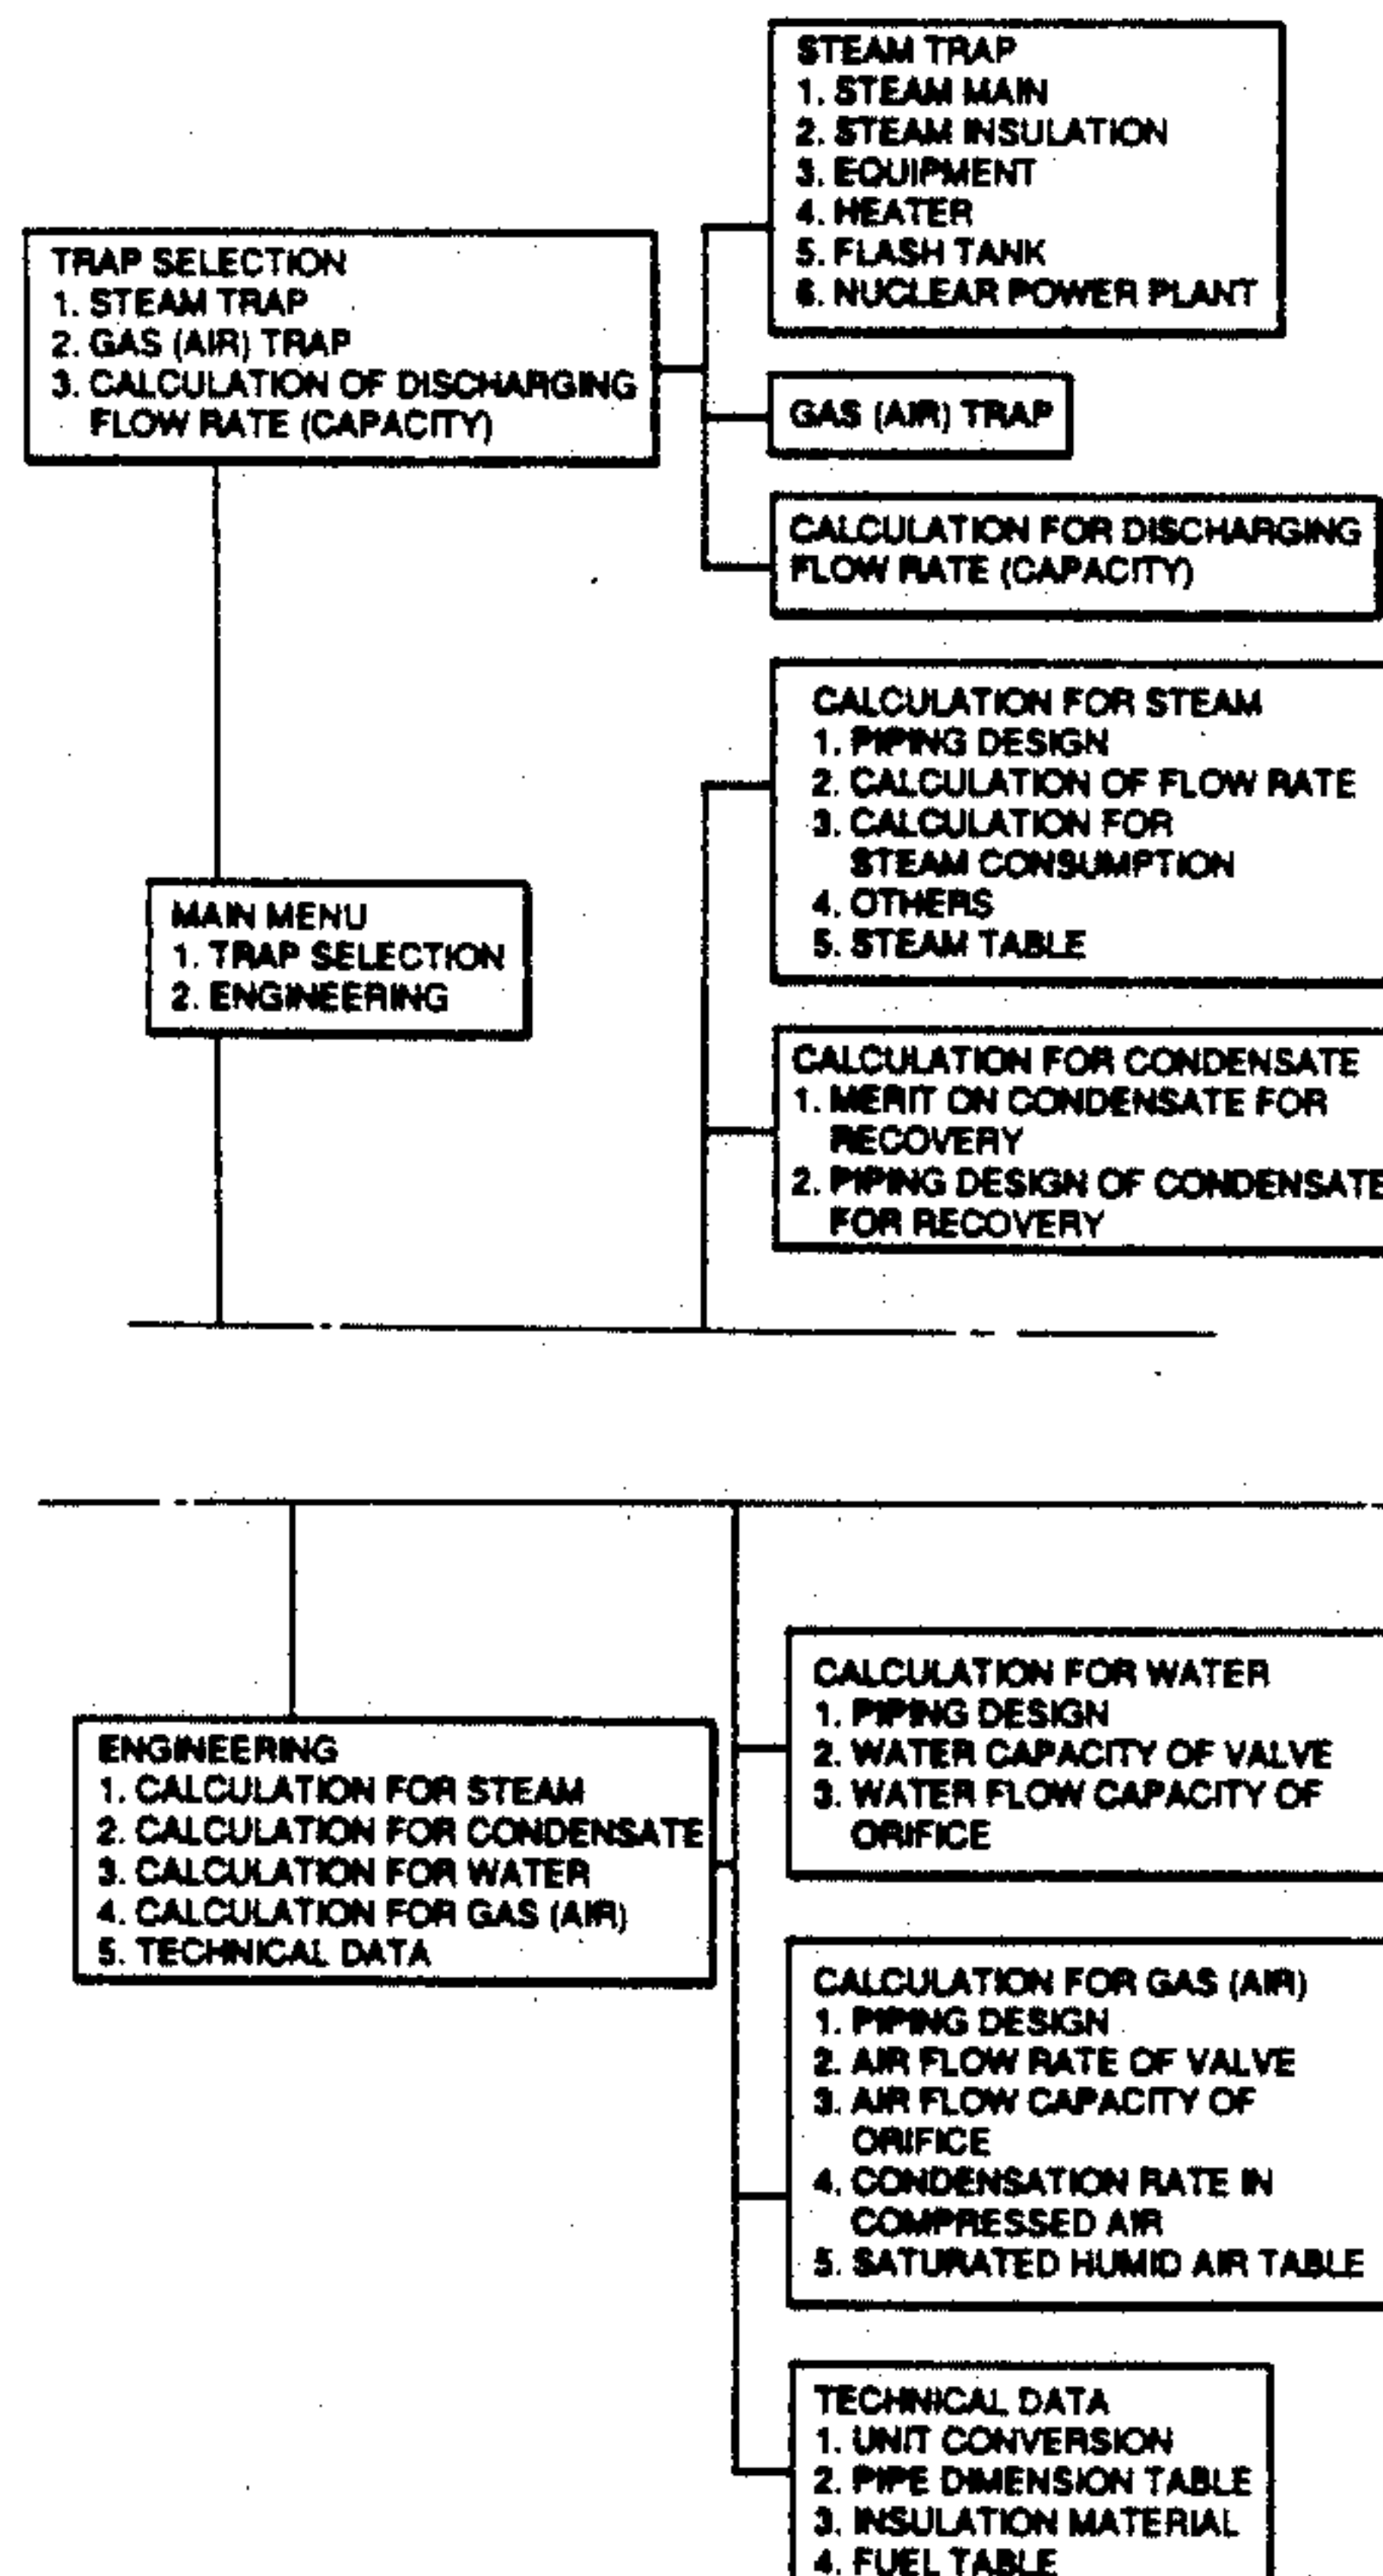 STEAM TRAP
1. STEAM MAIN
2. STEAM INSULATION
3. EQUIPMENT
4. HEATER
5. FLASH TANK
6. NUCLEAR POWER PLANT
TRAP SELECTION
1. STEAM TRAP
2. GAS (AIR) TRAP
3. CALCULATION OF DISCHARGING
FLOW RATE (CAPACITY)
GAS (AIR) TRAP
CALCULATION FOR DISCHARGING
FLOW RATE (CAPACITY)
CALCULATION FOR STEAM
1. PIPING DESIGN
2. CALCULATION OF FLOW RATE
3. CALCULATION FOR
STEAM CONSUMPTION
4. OTHERS
5. STEAM TABLE
MAIN MENU
1. TRAP SELECTION
2. ENGINEERING
CALCULATION FOR CONDENSATE
1. MERIT ON CONDENSATE FOR
RECOVERY
2. PIPING DESIGN OF CONDENSATE
FOR RECOVERY
CALCULATION FOR WATER
1. PIPING DESIGN
2. WATER CAPACITY OF VALVE
3. WATER FLOW CAPACITY OF
ORIFICE
ENGINEERING
1. CALCULATION FOR STEAM
2. CALCULATION FOR CONDENSATE
3. CALCULATION FOR WATER
4. CALCULATION FOR GAS (AIR)
5. TECHNICAL DATA
CALCULATION FOR GAS (AIR)
1. PIPING DESIGN
2. AIR FLOW RATE OF VALVE
3. AIR FLOW CAPACITY OF
ORIFICE
4. CONDENSATION RATE IN
COMPRESSED AIR
5. SATURATED HUMID AIR TABLE
TECHNICAL DATA
1. UNIT CONVERSION
2. PIPE DIMENSION TABLE
3. INSULATION MATERIAL
4. FUEL TABLE